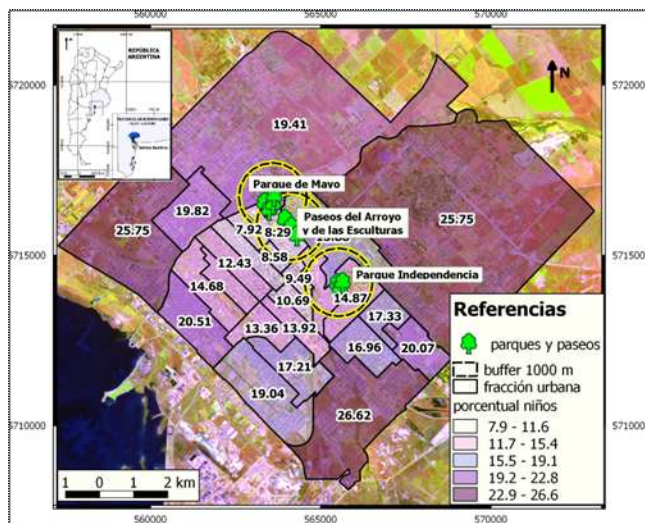 560000 565000 570000
REPÚBLICA
ARGENTINA
N
5720000 5720000
19.41
Parque de Mayo
19.82
25.75
25.75
7.92
8.29
Paseos del Arroyo
y de las Esculturas
5715000 5715000
8.58
12.43
9.49
Parque Independencia
14.68
10.69
14.87
17.33
20.51
13.36
13.92
16.96
20.07
17.21
19.04
26.62
5710000 5710000
Referencias
parques y paseos
buffer 1000 m
fracción urbana
porcentual niños
7.9 - 11.6
11.7 - 15.4
15.5 - 19.1
19.2 - 22.8
22.9 - 26.6
1 0 1 2 km
560000 565000 570000